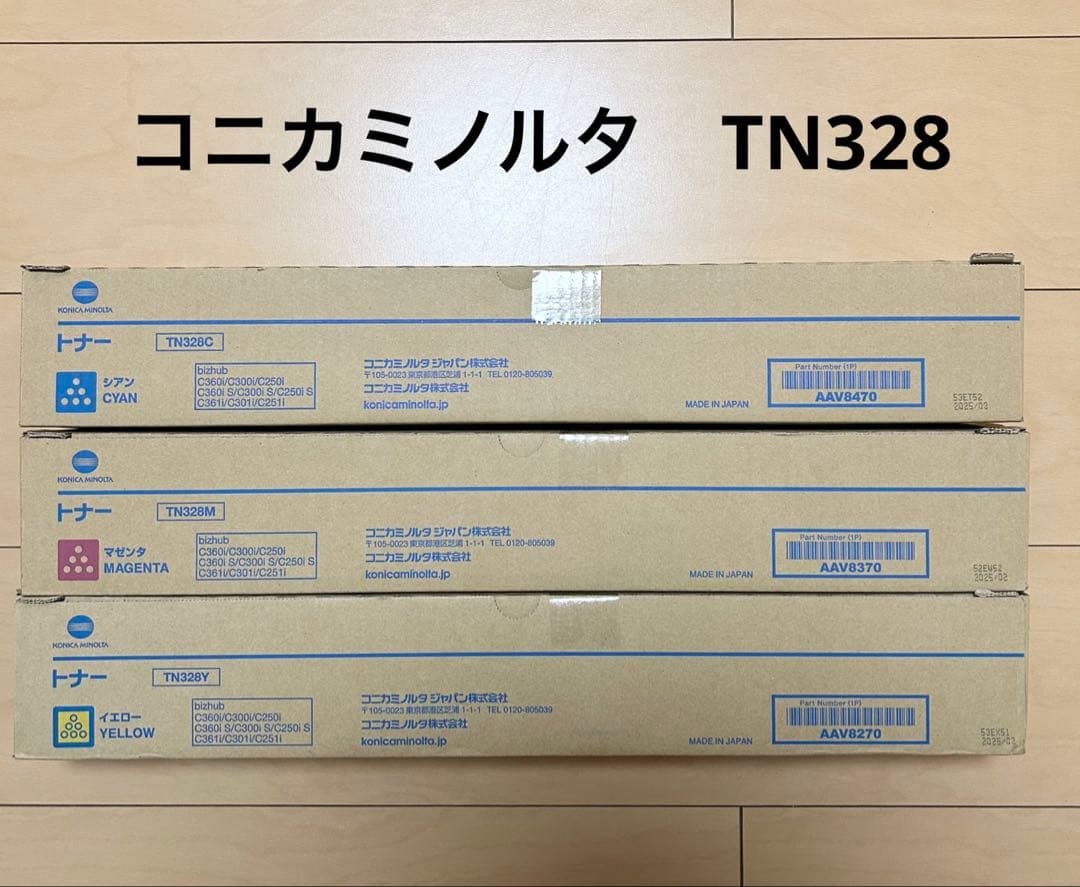 コニカミノルタ　TN328
KONICA MINOLTA
トナー
TN328C
シアン
CYAN
bizhub
C360i/C300i/C250i
C360i S/C300i S/C250i S
C361i/C301i/C251i
コニカミノルタ ジャパン株式会社
〒105-0023 東京都港区芝浦 1-1-1 TEL 0120-805039
コニカミノルタ株式会社
konicaminolta.jp
MADE IN JAPAN
Part Number (1P)
AAV8470
53ET52
2025/03
KONICA MINOLTA
トナー
TN328M
マゼンタ
MAGENTA
bizhub
C360i/C300i/C250i
C360i S/C300i S/C250i S
C361i/C301i/C251i
コニカミノルタ ジャパン株式会社
〒105-0023 東京都港区芝浦 1-1-1 TEL 0120-805039
コニカミノルタ株式会社
konicaminolta.jp
MADE IN JAPAN
Part Number (1P)
AAV8370
52EW52
2025/02
KONICA MINOLTA
トナー
TN328Y
イエロー
YELLOW
bizhub
C360i/C300i/C250i
C360i S/C300i S/C250i S
C361i/C301i/C251i
コニカミノルタ ジャパン株式会社
〒105-0023 東京都港区芝浦 1-1-1 TEL 0120-805039
コニカミノルタ株式会社
konicaminolta.jp
MADE IN JAPAN
Part Number (1P)
AAV8270
53EK51
2025/03